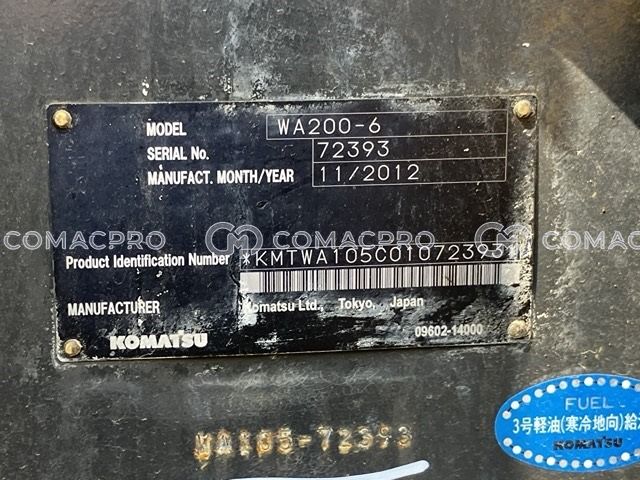 MODEL WA200-6
SERIAL No. 72393
MANUFACT. MONTH/YEAR 11/2012
COMACPRO COMACPRO COMACPRO
Product Identification Number *KMTWA105C01072393*
MANUFACTURER Komatsu Ltd. Tokyo, Japan
KOMATSU 09602-14000
FUEL
3号軽油(寒冷地向)給
KOMATSU
WA105-72393